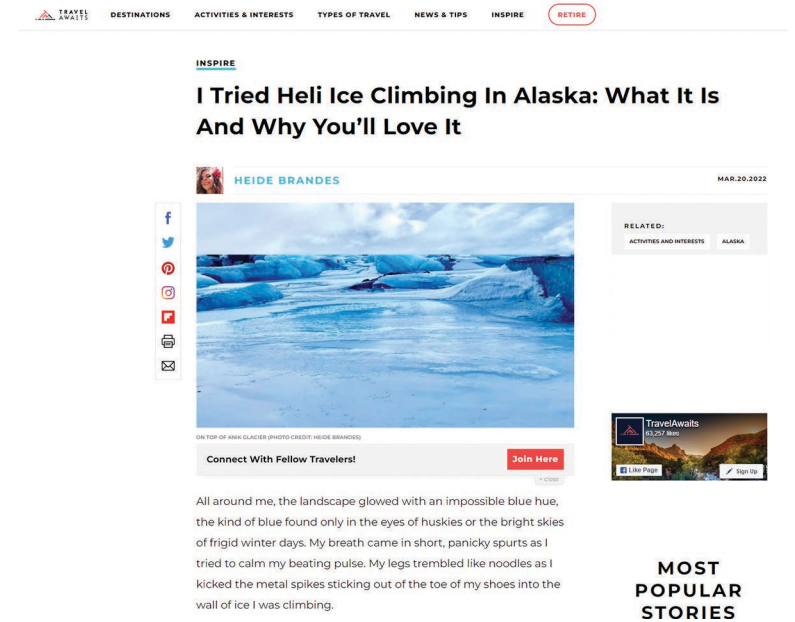 TRAVEL
AWAITS
DESTINATIONS
ACTIVITIES & INTERESTS
TYPES OF TRAVEL
NEWS & TIPS
INSPIRE
RETIRE
INSPIRE
I Tried Heli Ice Climbing In Alaska: What It Is
And Why You'll Love It
HEIDE BRANDES
MAR.20.2022
RELATED:
ACTIVITIES AND INTERESTS
ALASKA
ON TOP OF KNIK GLACIER (PHOTO CREDIT: HEIDE BRANDES)
Connect With Fellow Travelers!
Join Here
× Close
TravelAwaits
63,257 likes
Like Page
Sign Up
All around me, the landscape glowed with an impossible blue hue,
the kind of blue found only in the eyes of huskies or the bright skies
of frigid winter days. My breath came in short, panicky spurts as I
tried to calm my beating pulse. My legs trembled like noodles as I
kicked the metal spikes sticking out of the toe of my shoes into the
wall of ice I was climbing.
MOST
POPULAR
STORIES